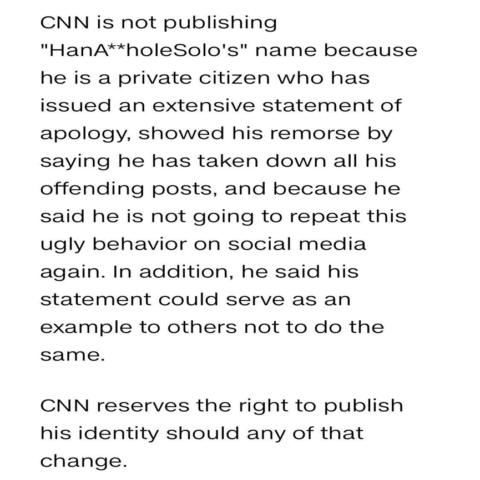 CNN is not publishing
"HanA**holeSolo's" name because
he is a private citizen who has
issued an extensive statement of
apology, showed his remorse by
saying he has taken down all his
offending posts, and because he
said he is not going to repeat this
ugly behavior on social media
again. In addition, he said his
statement could serve as an
example to others not to do the
same.
CNN reserves the right to publish
his identity should any of that
change.